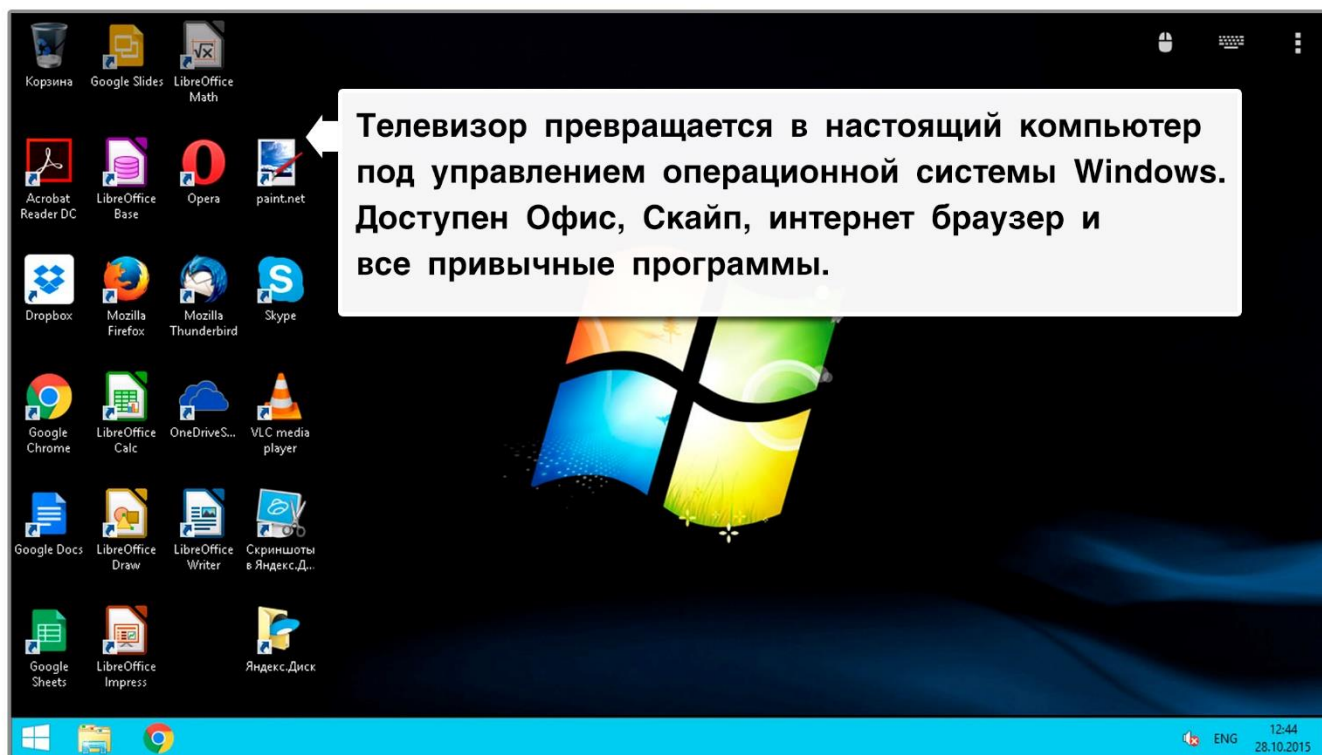 Корзина
Google Slides
LibreOffice
Math
Телевизор превращается в настоящий компьютер
под управлением операционной системы Windows.
Доступен Офис, Скайп, интернет браузер и
все привычные программы.
Acrobat
Reader DC
LibreOffice
Base
Opera
paint.net
Dropbox
Mozilla
Firefox
Mozilla
Thunderbird
Skype
Google
Chrome
LibreOffice
Calc
OneDriveS...
VLC media
player
Google Docs
LibreOffice
Draw
LibreOffice
Writer
Скриншоты
в Яндекс.Д...
Google
Sheets
LibreOffice
Impress
Яндекс.Диск
ENG
12:44
28.10.2015